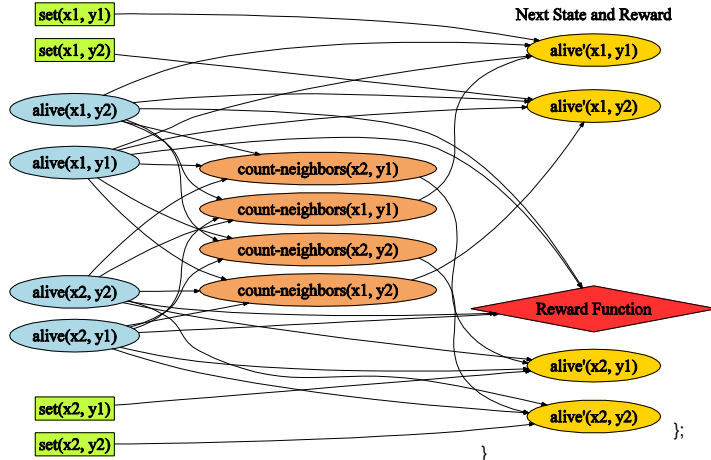 set(x1, y1)
Next State and Reward
set(x1, y2)
alive'(x1, y1)
alive(x1, y2)
alive'(x1, y2)
alive(x1, y1)
count-neighbors(x2, y1)
count-neighbors(x1, y1)
count-neighbors(x2, y2)
alive(x2, y2)
count-neighbors(x1, y2)
Reward Function
alive(x2, y1)
alive'(x2, y1)
set(x2, y1)
alive'(x2, y2)
};
set(x2, y2)
}